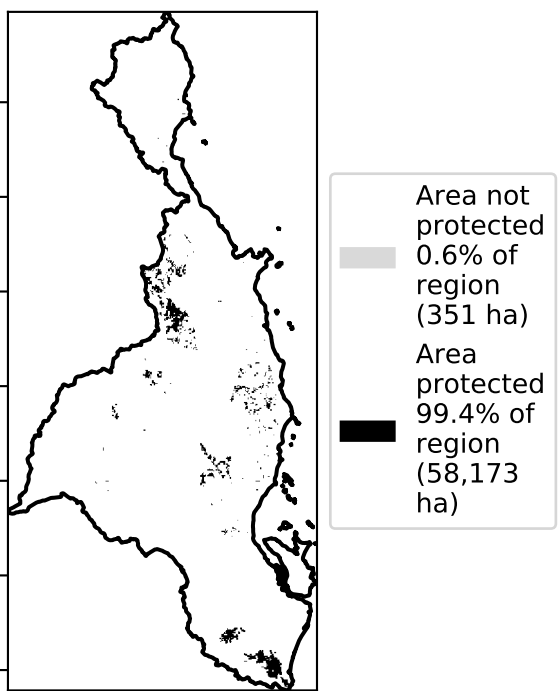 Area not
protected
0.6% of
region
(351 ha)
Area
protected
99.4% of
region
(58,173
ha)